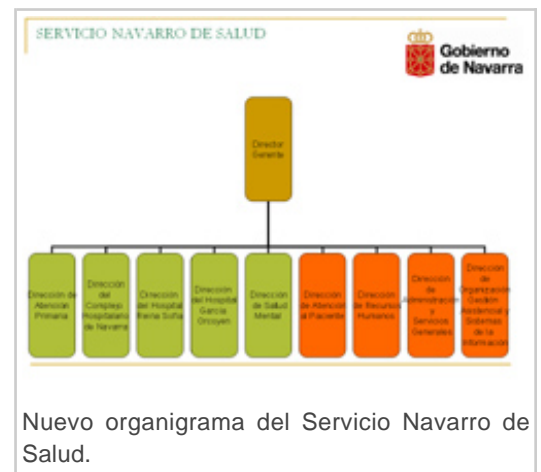 SERVICIO NAVARRO DE SALUD
Gobierno
de Navarra
Director
Gerente
Dirección de
Atención
Primaria
Dirección
del
Complejo
Hospitalario
de Navarra
Dirección
del Hospital
Reina Sofía
Dirección
del Hospital
García
Orcoyen
Dirección
de Salud
Mental
Dirección
de Atención
al Paciente
Dirección
de Recursos
Humanos
Dirección
de
Administración
y
Servicios
Generales
Dirección
de
Organización
Gestión
Asistencial y
Sistemas
de la
Información
Nuevo organigrama del Servicio Navarro de
Salud.